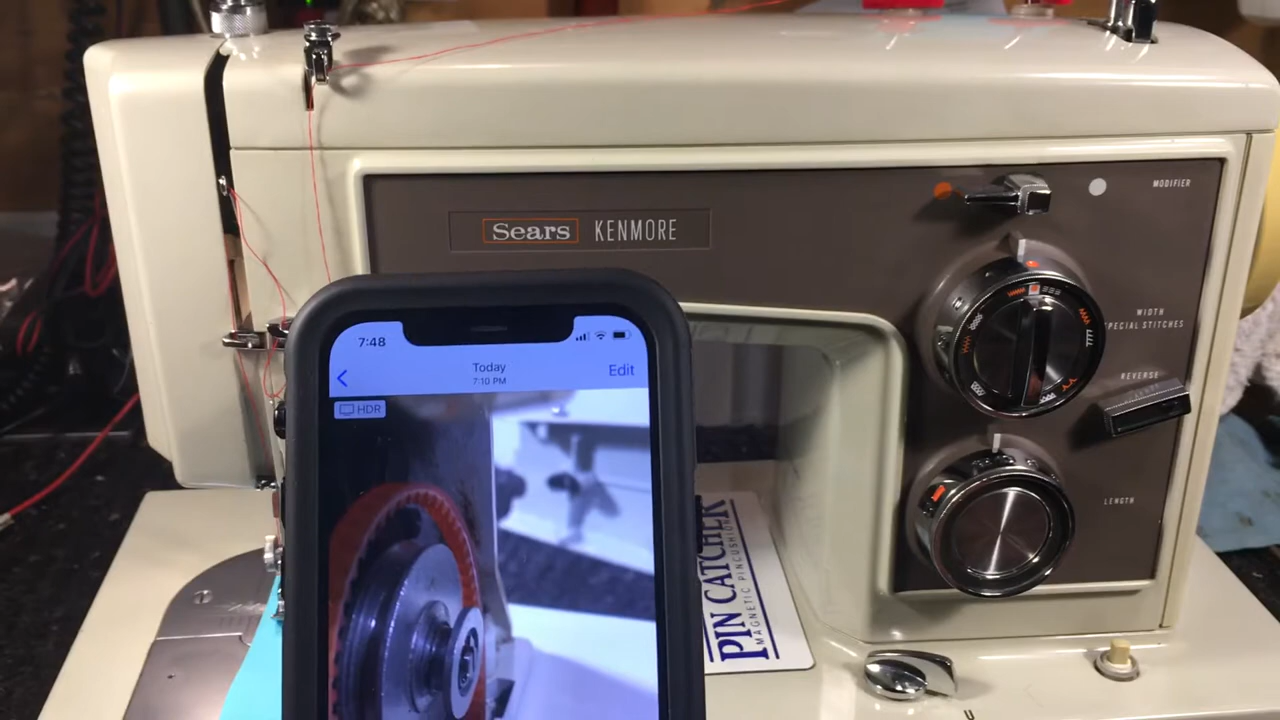 Sears KENMORE
MODIFIER
WIDTH
SPECIAL STITCHES
REVERSE
LENGTH
7:48
Today
7:10 PM
Edit
HDR
PIN CATCHER
MAGNETIC PINCUSHION